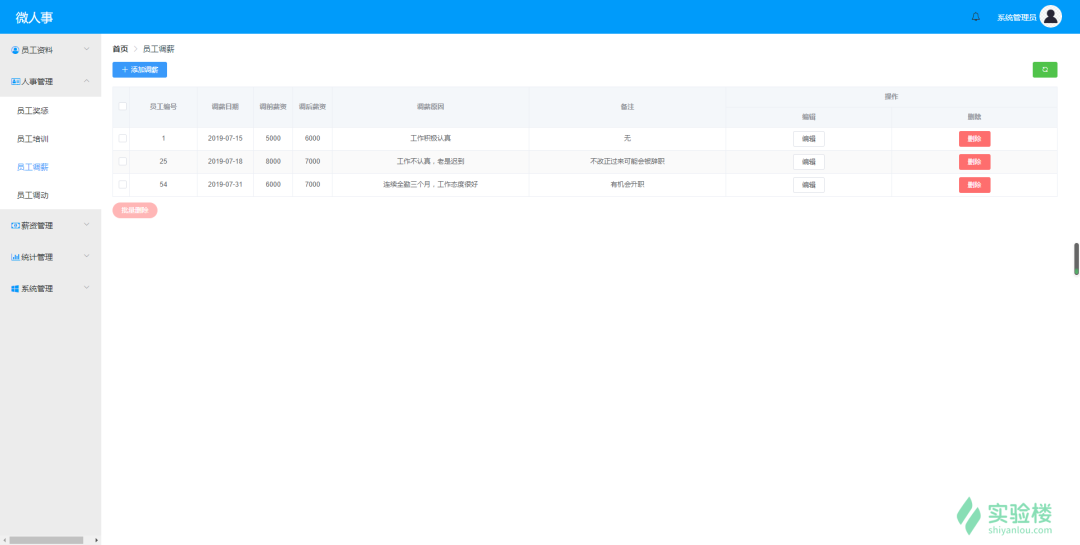 微人事
系统管理员
员工资料
人事管理
员工奖惩
员工培训
员工调薪
员工调动
薪资管理
统计管理
系统管理
首页 > 员工调薪
+ 添加调薪
员工编号 调薪日期 调前薪资 调后薪资 调薪原因 备注 操作
编辑 删除
1 2019-07-15 5000 6000 工作积极认真 无 编辑 删除
25 2019-07-18 8000 7000 工作不认真，老是迟到 不改正过来可能会被辞职 编辑 删除
54 2019-07-31 6000 7000 连续全勤三个月，工作态度很好 有机会升职 编辑 删除
批量删除
实验楼
shiyanlou.com